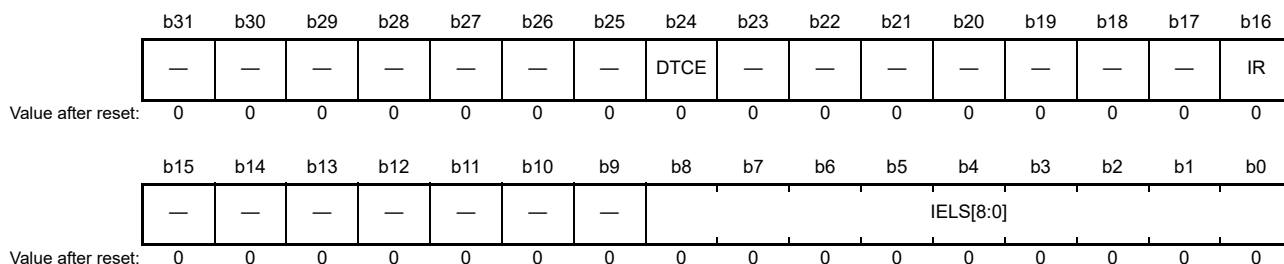 b31 b30 b29 b28 b27 b26 b25 b24 b23 b22 b21 b20 b19 b18 b17 b16
— — — — — — — DTCE — — — — — — — IR
Value after reset: 0 0 0 0 0 0 0 0 0 0 0 0 0 0 0 0
b15 b14 b13 b12 b11 b10 b9 b8 b7 b6 b5 b4 b3 b2 b1 b0
— — — — — — — IELS[8:0]
Value after reset: 0 0 0 0 0 0 0 0 0 0 0 0 0 0 0 0